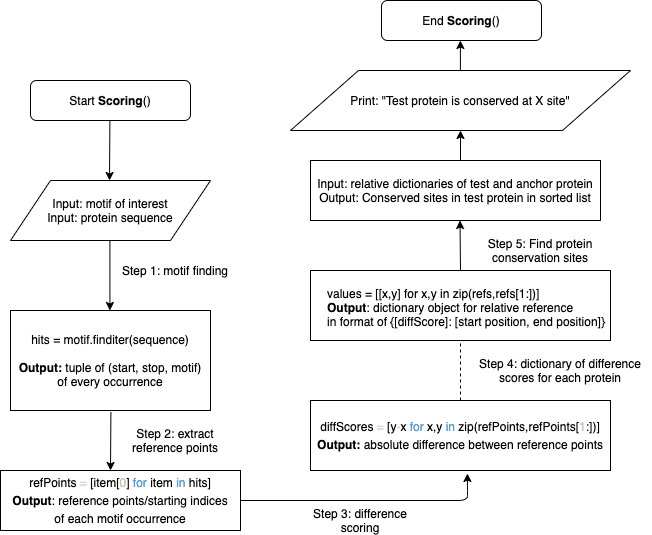 Start Scoring()
Input: motif of interest
Input: protein sequence
Step 1: motif finding
hits = motif.finditer(sequence)
Output: tuple of (start, stop, motif)
of every occurrence
Step 2: extract
reference points
refPoints = [item[0] for item in hits]
Output: reference points/starting indices
of each motif occurrence
Step 3: difference
scoring
diffScores = [y x for x,y in zip(refPoints,refPoints[1:])]
Output: absolute difference between reference points
Step 4: dictionary of difference
scores for each protein
values = [[x,y] for x,y in zip(refs,refs[1:])]
Output: dictionary object for relative reference
in format of {[diffScore]: [start position, end position]}
Step 5: Find protein
conservation sites
Input: relative dictionaries of test and anchor protein
Output: Conserved sites in test protein in sorted list
Print: "Test protein is conserved at X site"
End Scoring()